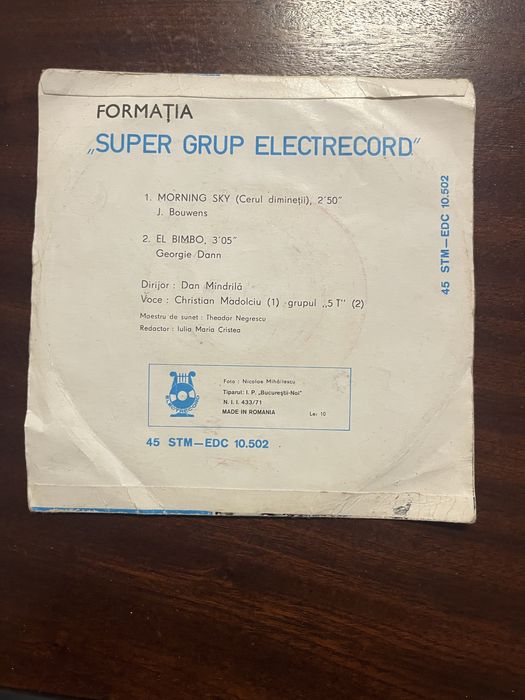 FORMAȚIA
„SUPER GRUP ELECTRECORD"
1. MORNING SKY (Cerul dimineții), 2'50"
J. Bouwens
2. EL BIMBO, 3'05"
Georgie Dann
Dirijor : Dan Mîndrilă
Voce : Christian Madolciu (1) grupul „5 T" (2)
Maestru de sunet : Theodor Negrescu
Redactor : Iulia Maria Cristea
Foto : Nicolae Mihăilescu
Tiparul: I. P. „Bucureștii-Noi"
N. I. I. 433/71
MADE IN ROMANIA
Lei 10
ELECTRECORD
45 STM—EDC 10.502
45 STM—EDC 10.502